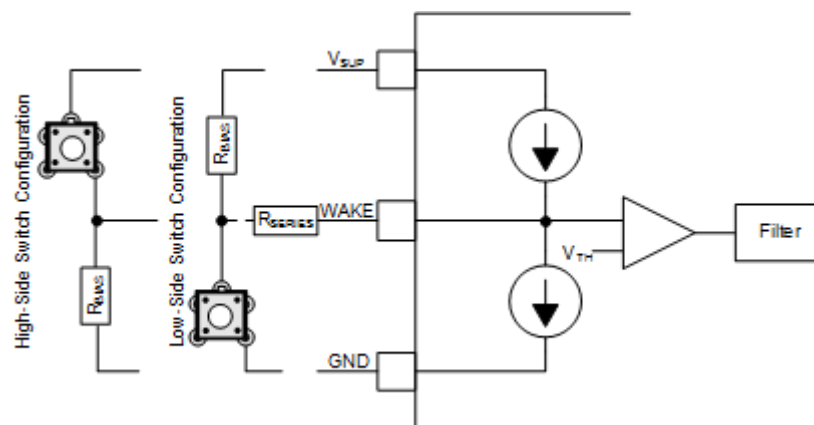 High-Side Switch Configuration
RBIAS
Low-Side Switch Configuration
RBIAS
RSERIES
VSUP
WAKE
GND
VTH
Filter